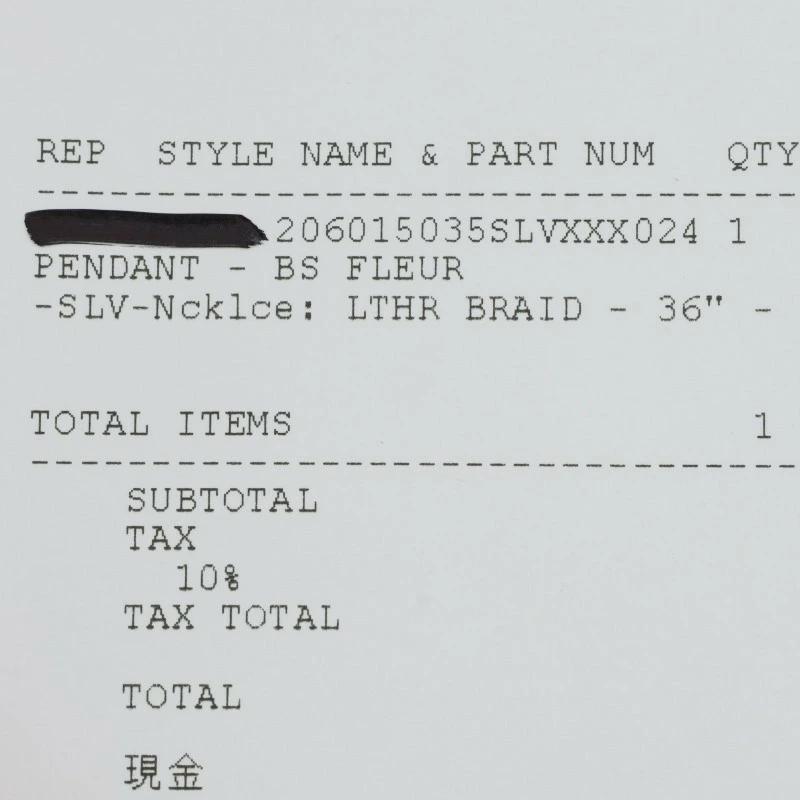 REP STYLE NAME & PART NUM QTY
206015035SLVXXX024 1
PENDANT - BS FLEUR
-SLV-Ncklce: LTHR BRAID - 36" -
TOTAL ITEMS 1
SUBTOTAL
TAX
10%
TAX TOTAL
TOTAL
現金